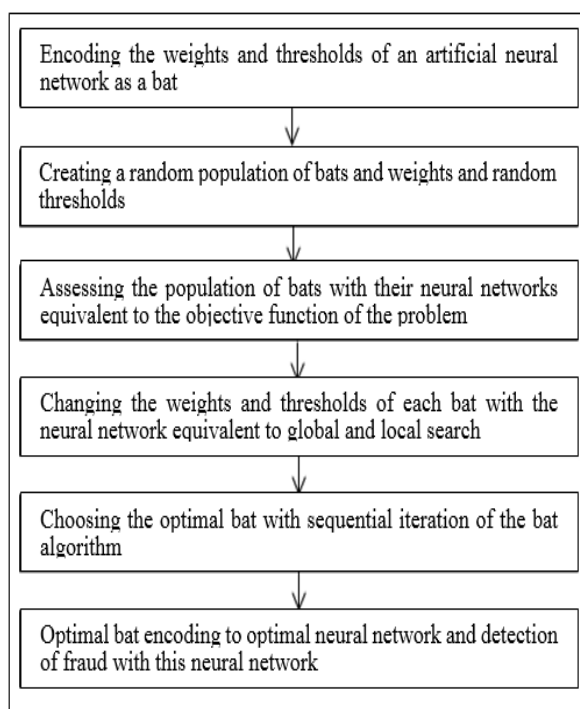 Encoding the weights and thresholds of an artificial neural
network as a bat
Creating a random population of bats and weights and random
thresholds
Assessing the population of bats with their neural networks
equivalent to the objective function of the problem
Changing the weights and thresholds of each bat with the
neural network equivalent to global and local search
Choosing the optimal bat with sequential iteration of the bat
algorithm
Optimal bat encoding to optimal neural network and detection
of fraud with this neural network